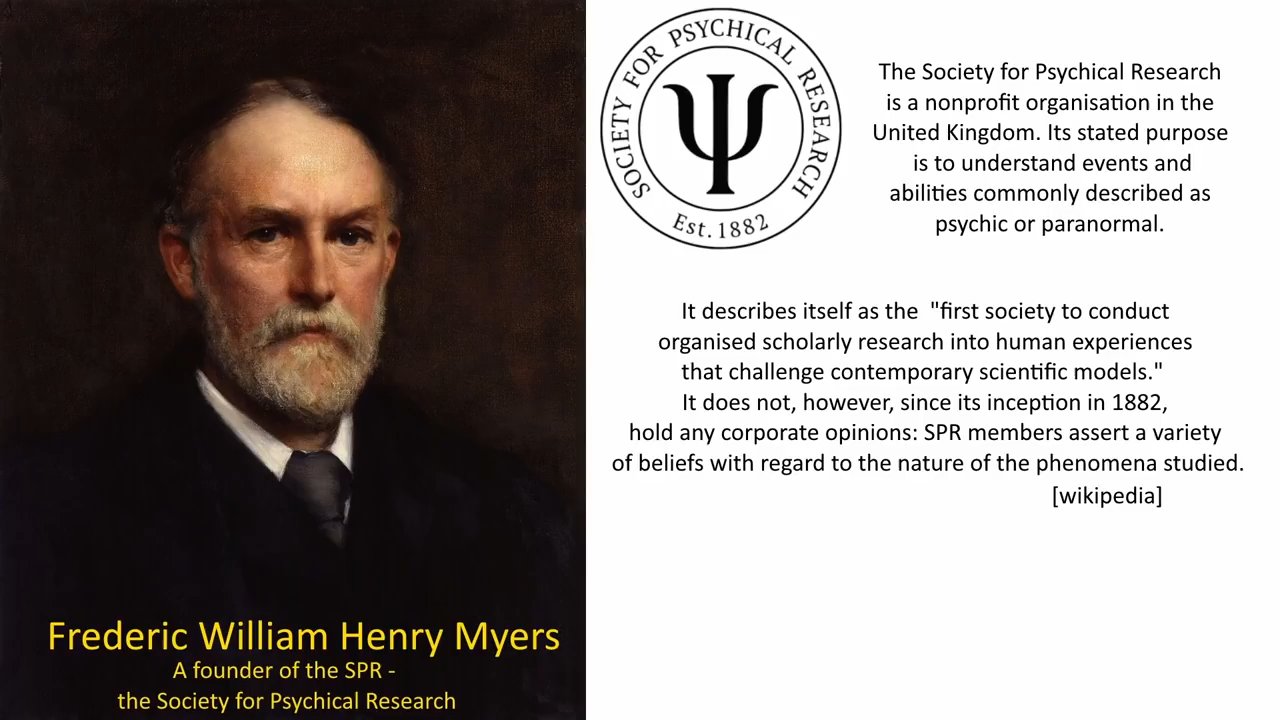 Frederic William Henry Myers
A founder of the SPR -
the Society for Psychical Research
SOCIETY FOR PSYCHICAL RESEARCH
Est. 1882
Ψ
The Society for Psychical Research
is a nonprofit organisation in the
United Kingdom. Its stated purpose
is to understand events and
abilities commonly described as
psychic or paranormal.
It describes itself as the "first society to conduct
organised scholarly research into human experiences
that challenge contemporary scientific models."
It does not, however, since its inception in 1882,
hold any corporate opinions: SPR members assert a variety
of beliefs with regard to the nature of the phenomena studied.
[wikipedia]